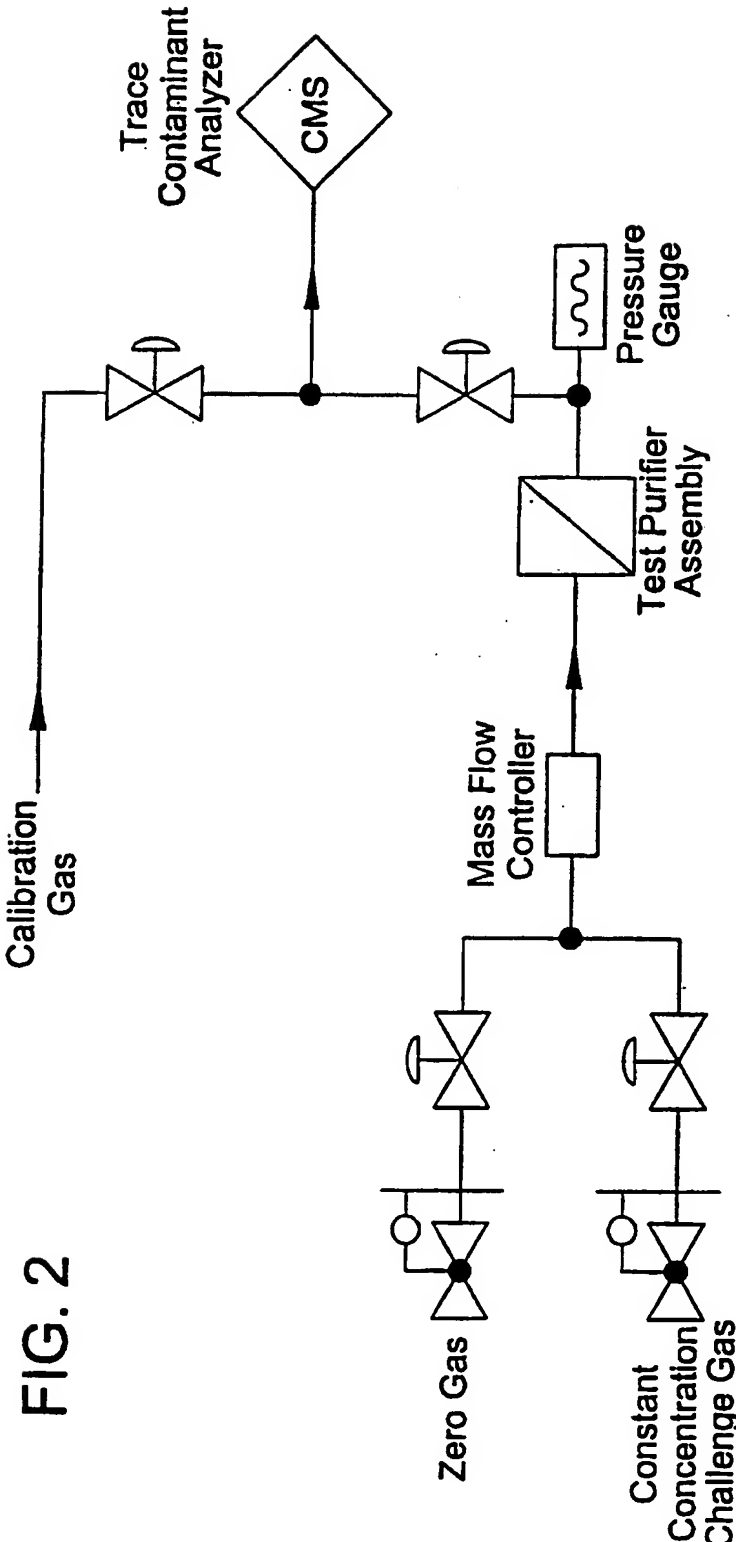 FIG. 2
Calibration
Gas
Trace
Contaminant
Analyzer
CMS
Zero Gas
Constant
Concentration
Challenge Gas
Mass Flow
Controller
Test Purifier
Assembly
Pressure
Gauge